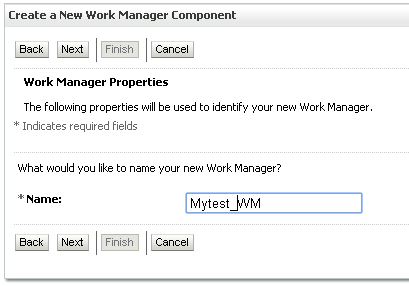 Create a New Work Manager Component
Back Next Finish Cancel
Work Manager Properties
The following properties will be used to identify your new Work Manager.
* Indicates required fields
What would you like to name your new Work Manager?
* Name: Mytest_WM
Back Next Finish Cancel